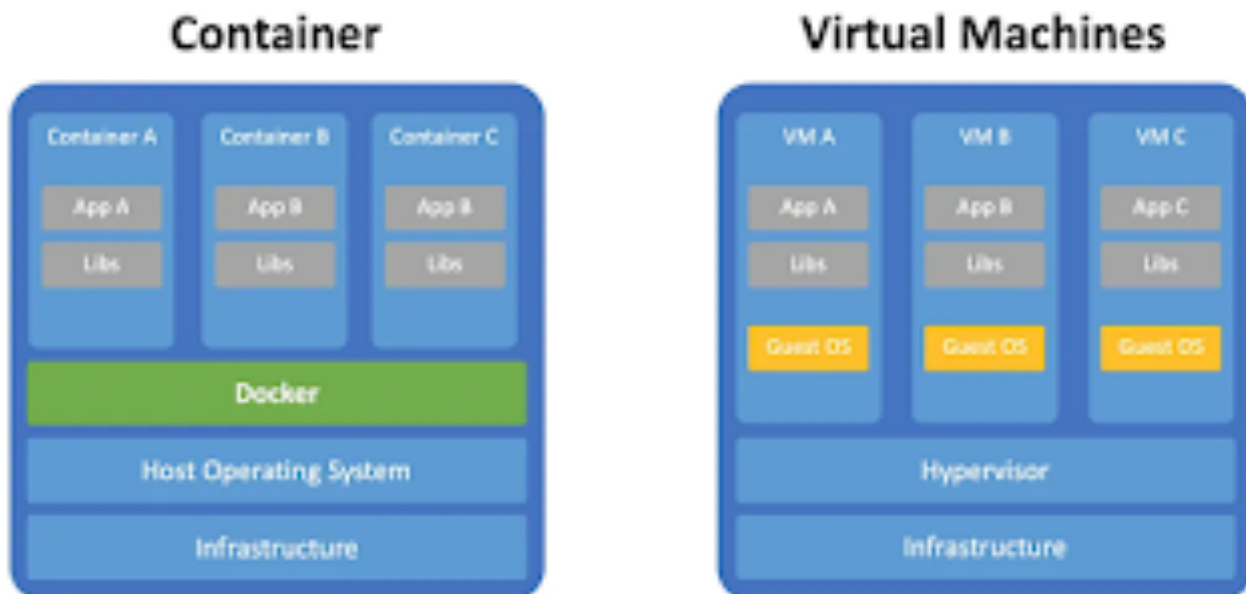 Container
Container A
Container B
Container C
App A
App B
App B
Libs
Libs
Libs
Docker
Host Operating System
Infrastructure
Virtual Machines
VM A
VM B
VM C
App A
App B
App C
Libs
Libs
Libs
Guest OS
Guest OS
Guest OS
Hypervisor
Infrastructure